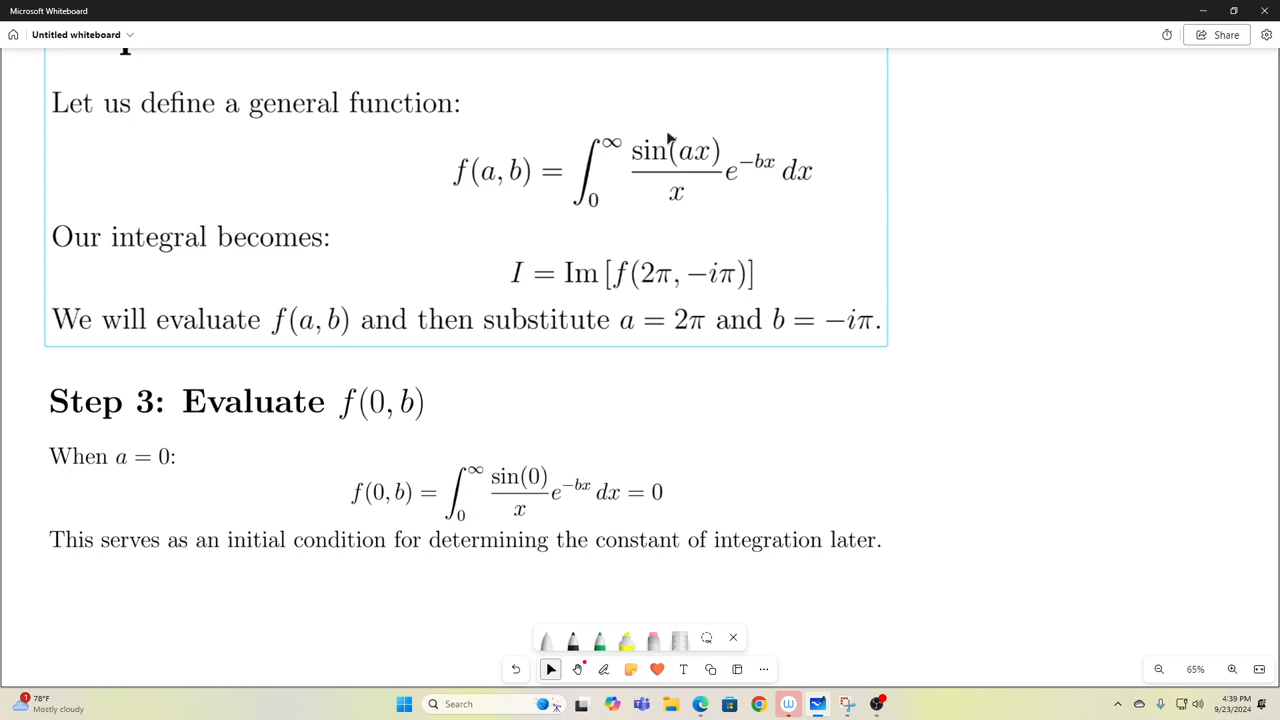 Microsoft Whiteboard
Untitled whiteboard
Share
Let us define a general function:
f(a, b) = ∫₀^∞ sin(ax)/x e^{−bx} dx
Our integral becomes:
I = Im [f(2π, −iπ)]
We will evaluate f(a, b) and then substitute a = 2π and b = −iπ.
Step 3: Evaluate f(0, b)
When a = 0:
f(0, b) = ∫₀^∞ sin(0)/x e^{−bx} dx = 0
This serves as an initial condition for determining the constant of integration later.
65%
1
78°F
Mostly cloudy
Search
4:39 PM
9/23/2024